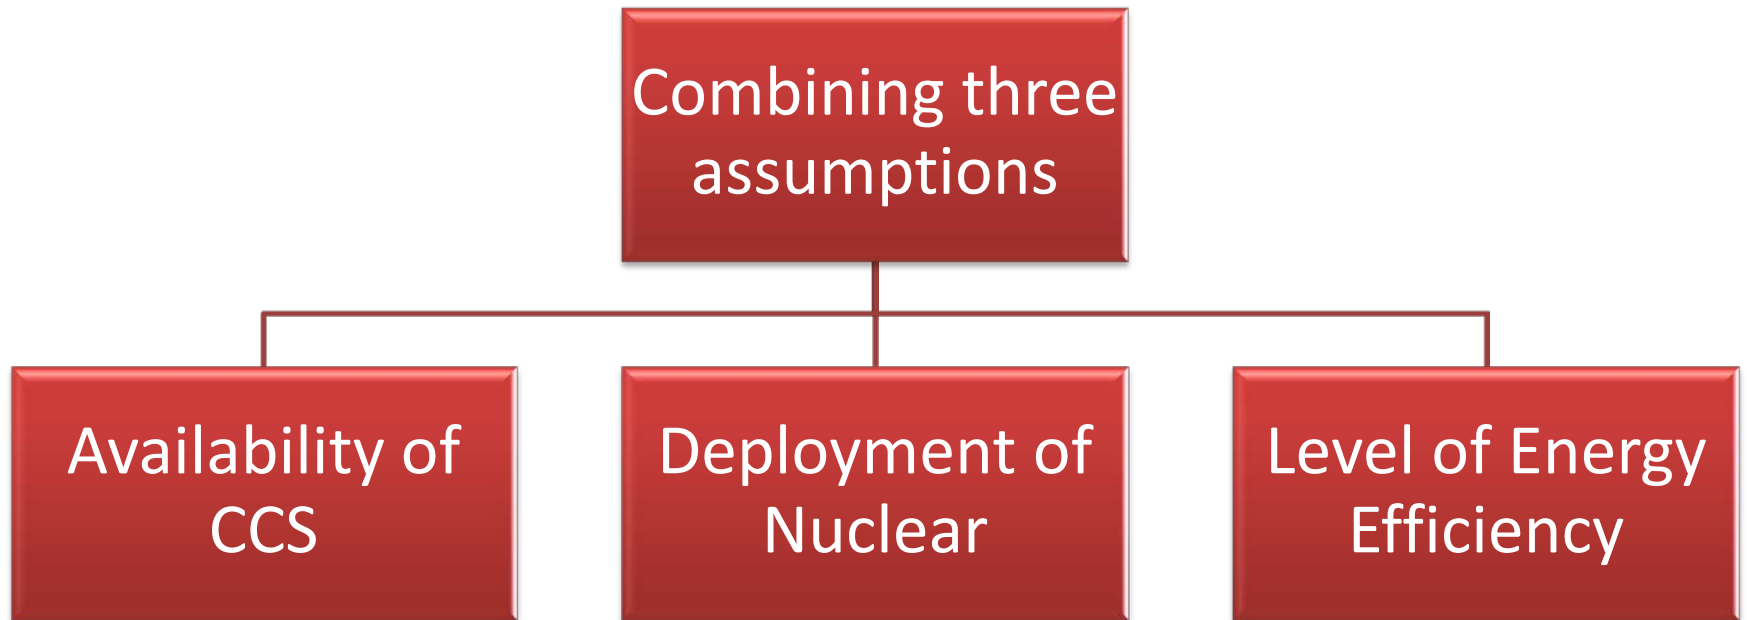 Combining three
assumptions
Availability of
CCS
Deployment of
Nuclear
Level of Energy
Efficiency